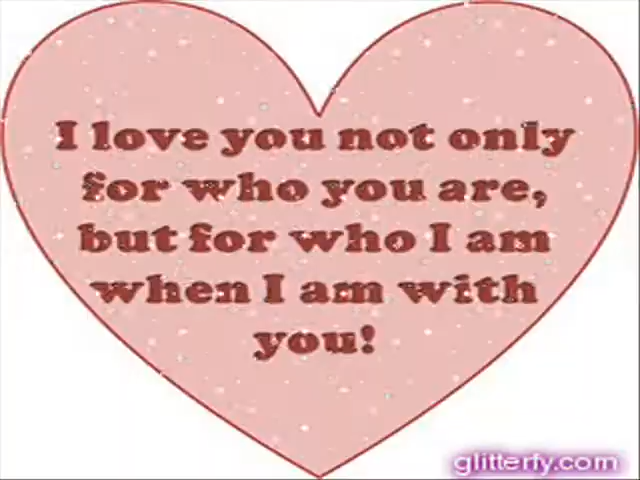 I love you not only
for who you are,
but for who I am
when I am with
you!
glitterfy.com